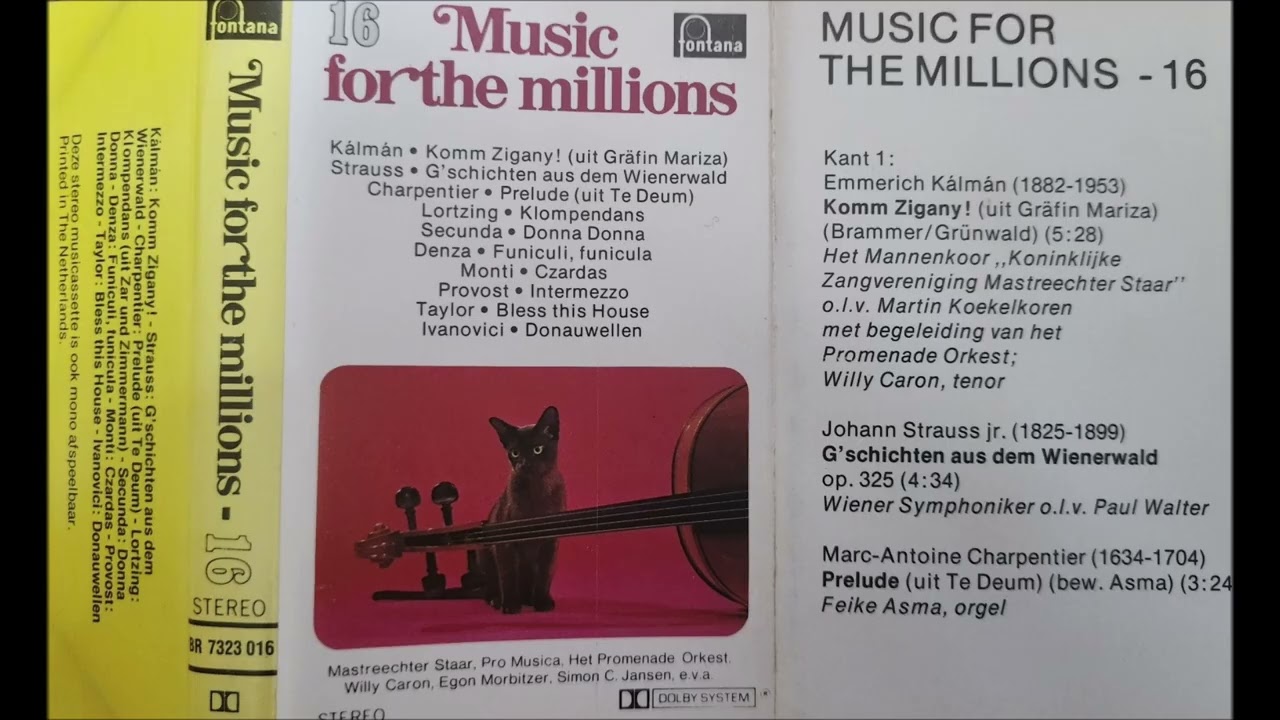 Kálmán: Komm Zigany! - Strauss: G'schichten aus dem
Wienerwald - Charpentier: Prelude (uit Te Deum) - Lortzing:
Klompendans (uit Zar und Zimmermann) - Secunda: Donna
Donna - Denza: Funiculi, funicula - Monti: Czardas - Provost:
Intermezzo - Taylor: Bless this House - Ivanovici: Donauwellen
Deze stereo musicassette is ook mono afspeelbaar.
Printed in The Netherlands.
fontana
Music for the millions - 16
STEREO
BR 7323 016
16
Music
for the millions
fontana
Kálmán • Komm Zigany! (uit Gräfin Mariza)
Strauss • G'schichten aus dem Wienerwald
Charpentier • Prelude (uit Te Deum)
Lortzing • Klompendans
Secunda • Donna Donna
Denza • Funiculi, funicula
Monti • Czardas
Provost • Intermezzo
Taylor • Bless this House
Ivanovici • Donauwellen
Mastreechter Staar, Pro Musica, Het Promenade Orkest,
Willy Caron, Egon Morbitzer, Simon C. Jansen, e.v.a.
DOLBY SYSTEM ®
STEREO
MUSIC FOR
THE MILLIONS - 16
Kant 1:
Emmerich Kálmán (1882-1953)
Komm Zigany! (uit Gräfin Mariza)
(Brammer/Grünwald) (5:28)
Het Mannenkoor ,,Koninklijke
Zangvereniging Mastreechter Staar''
o.l.v. Martin Koekelkoren
met begeleiding van het
Promenade Orkest;
Willy Caron, tenor
Johann Strauss jr. (1825-1899)
G'schichten aus dem Wienerwald
op. 325 (4:34)
Wiener Symphoniker o.l.v. Paul Walter
Marc-Antoine Charpentier (1634-1704)
Prelude (uit Te Deum) (bew. Asma) (3:24
Feike Asma, orgel